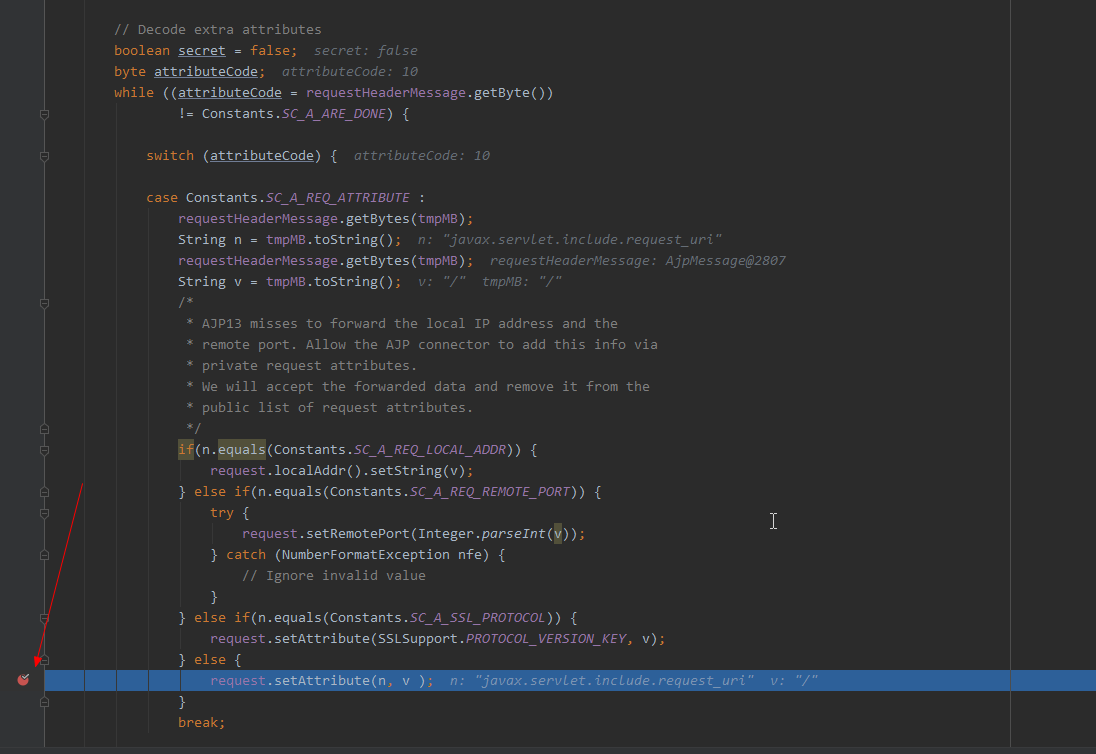 // Decode extra attributes
boolean secret = false;  secret: false
byte attributeCode;  attributeCode: 10
while ((attributeCode = requestHeaderMessage.getByte())
!= Constants.SC_A_ARE_DONE) {
switch (attributeCode) {  attributeCode: 10
case Constants.SC_A_REQ_ATTRIBUTE :
requestHeaderMessage.getBytes(tmpMB);
String n = tmpMB.toString();  n: "javax.servlet.include.request_uri"
requestHeaderMessage.getBytes(tmpMB);  requestHeaderMessage: AjpMessage@2807
String v = tmpMB.toString();  v: "/"  tmpMB: "/"
/*
* AJP13 misses to forward the local IP address and the
* remote port. Allow the AJP connector to add this info via
* private request attributes.
* We will accept the forwarded data and remove it from the
* public list of request attributes.
*/
if(n.equals(Constants.SC_A_REQ_LOCAL_ADDR)) {
request.localAddr().setString(v);
} else if(n.equals(Constants.SC_A_REQ_REMOTE_PORT)) {
try {
request.setRemotePort(Integer.parseInt(v));
} catch (NumberFormatException nfe) {
// Ignore invalid value
}
} else if(n.equals(Constants.SC_A_SSL_PROTOCOL)) {
request.setAttribute(SSLSupport.PROTOCOL_VERSION_KEY, v);
} else {
request.setAttribute(n, v );  n: "javax.servlet.include.request_uri"  v: "/"
}
break;